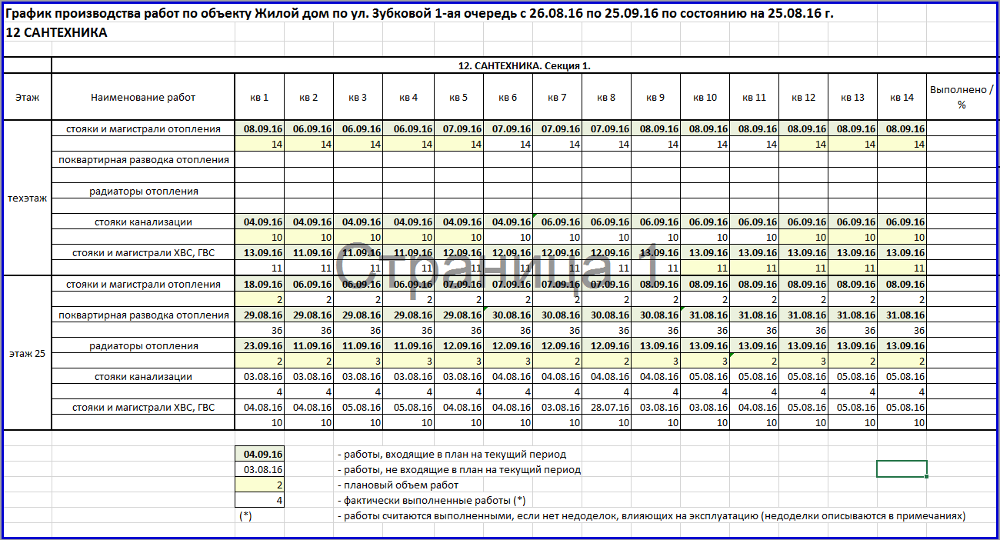 График производства работ по объекту Жилой дом по ул. Зубковой 1-ая очередь с 26.08.16 по 25.09.16 по состоянию на 25.08.16 г.
12 САНТЕХНИКА
12. САНТЕХНИКА. Секция 1.
Этаж Наименование работ кв 1 кв 2 кв 3 кв 4 кв 5 кв 6 кв 7 кв 8 кв 9 кв 10 кв 11 кв 12 кв 13 кв 14 Выполнено / %
техэтаж
стояки и магистрали отопления 08.09.16 06.09.16 06.09.16 06.09.16 07.09.16 07.09.16 07.09.16 07.09.16 08.09.16 08.09.16 08.09.16 08.09.16 08.09.16 08.09.16
14 14 14 14 14 14 14 14 14 14 14 14 14 14
поквартирная разводка отопления
радиаторы отопления
стояки канализации 04.09.16 04.09.16 04.09.16 04.09.16 04.09.16 04.09.16 06.09.16 06.09.16 06.09.16 06.09.16 06.09.16 06.09.16 06.09.16 06.09.16
10 10 10 10 10 10 10 10 10 10 10 10 10 10
стояки и магистрали ХВС, ГВС 13.09.16 11.09.16 11.09.16 11.09.16 12.09.16 12.09.16 12.09.16 12.09.16 13.09.16 13.09.16 13.09.16 13.09.16 13.09.16 13.09.16
11 11 11 11 11 11 11 11 11 11 11 11 11 11
Страница 1
этаж 25
стояки и магистрали отопления 18.09.16 06.09.16 06.09.16 06.09.16 07.09.16 07.09.16 07.09.16 07.09.16 08.09.16 08.09.16 08.09.16 08.09.16 08.09.16 08.09.16
2 2 2 2 2 2 2 2 2 2 2 2 2 2
поквартирная разводка отопления 29.08.16 29.08.16 29.08.16 29.08.16 29.08.16 30.08.16 30.08.16 30.08.16 30.08.16 31.08.16 31.08.16 31.08.16 31.08.16 31.08.16
36 36 36 36 36 36 36 36 36 36 36 36 36 36
радиаторы отопления 23.09.16 11.09.16 11.09.16 11.09.16 12.09.16 12.09.16 12.09.16 12.09.16 13.09.16 13.09.16 13.09.16 13.09.16 13.09.16 13.09.16
2 2 3 3 3 3 2 2 3 3 2 3 2 2
стояки канализации 03.08.16 03.08.16 03.08.16 03.08.16 03.08.16 04.08.16 04.08.16 04.08.16 04.08.16 05.08.16 05.08.16 05.08.16 05.08.16 05.08.16
4 4 4 4 4 4 4 4 4 4 4 4 4 4
стояки и магистрали ХВС, ГВС 04.08.16 04.08.16 05.08.16 05.08.16 04.08.16 04.08.16 03.08.16 28.07.16 03.08.16 03.08.16 04.08.16 05.08.16 05.08.16 05.08.16
10 10 10 10 10 10 10 10 10 10 10 10 10 10
04.09.16 - работы, входящие в план на текущий период
03.08.16 - работы, не входящие в план на текущий период
2 - плановый объем работ
4 - фактически выполненные работы (*)
(*) - работы считаются выполненными, если нет недоделок, влияющих на эксплуатацию (недоделки описываются в примечаниях)